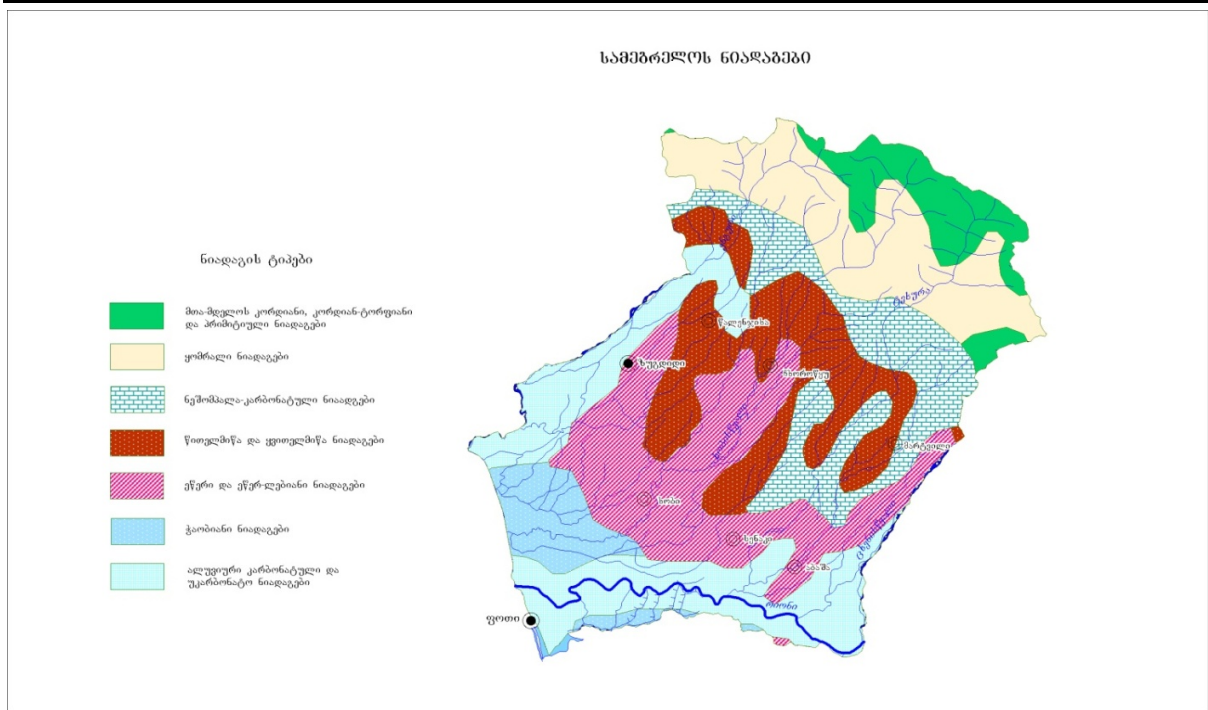 სამეგრელოს ნიადაგები
ნიადაგის ტიპები
მთა-მდელოს კორდიანი, კორდიან-ტორფიანი
და პრიმიტიული ნიადაგები
ყომრალი ნიადაგები
ნეშომპალა-კარბონატული ნიაადგები
წითელმიწა და ყვითელმიწა ნიადაგები
ეწერი და ეწერ-ლებიანი ნიადაგები
ჭაობიანი ნიადაგები
ალუვიური კარბონატული და
უკარბონატო ნიადაგები
ტეხურა
წალენჯიხა
ზუგდიდი
ჩხოროწყუ
მარტვილი
ხობი
სენაკი
აბაშა
რიონი
ფოთი